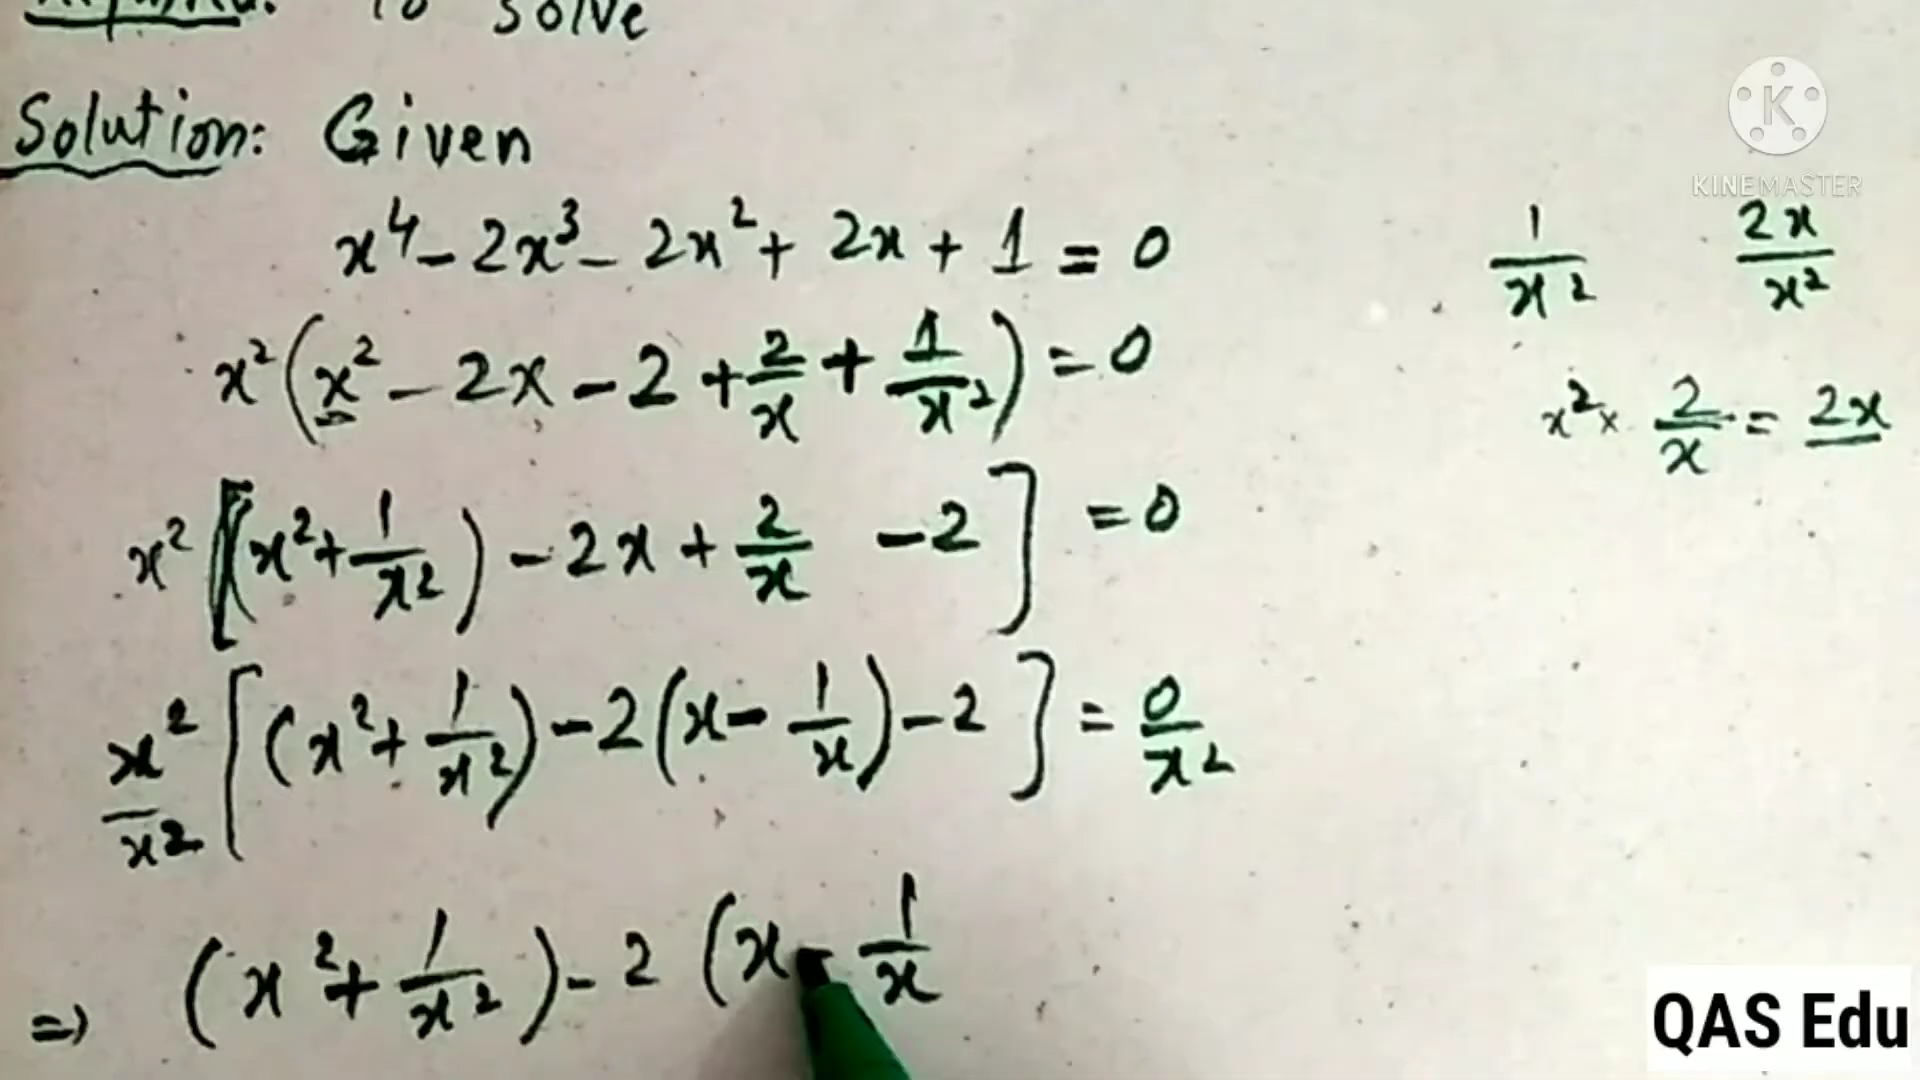 To Solve
Solution: Given
x⁴ - 2x³ - 2x² + 2x + 1 = 0
x² (x² - 2x - 2 + 2/x + 1/x²) = 0
x² [(x² + 1/x²) - 2x + 2/x - 2] = 0
x²/x² [(x² + 1/x²) - 2(x - 1/x) - 2] = 0/x²
=> (x² + 1/x²) - 2 (x - 1/x
K
KINEMASTER
1/x² 2x/x²
x² × 2/x = 2x
QAS Edu